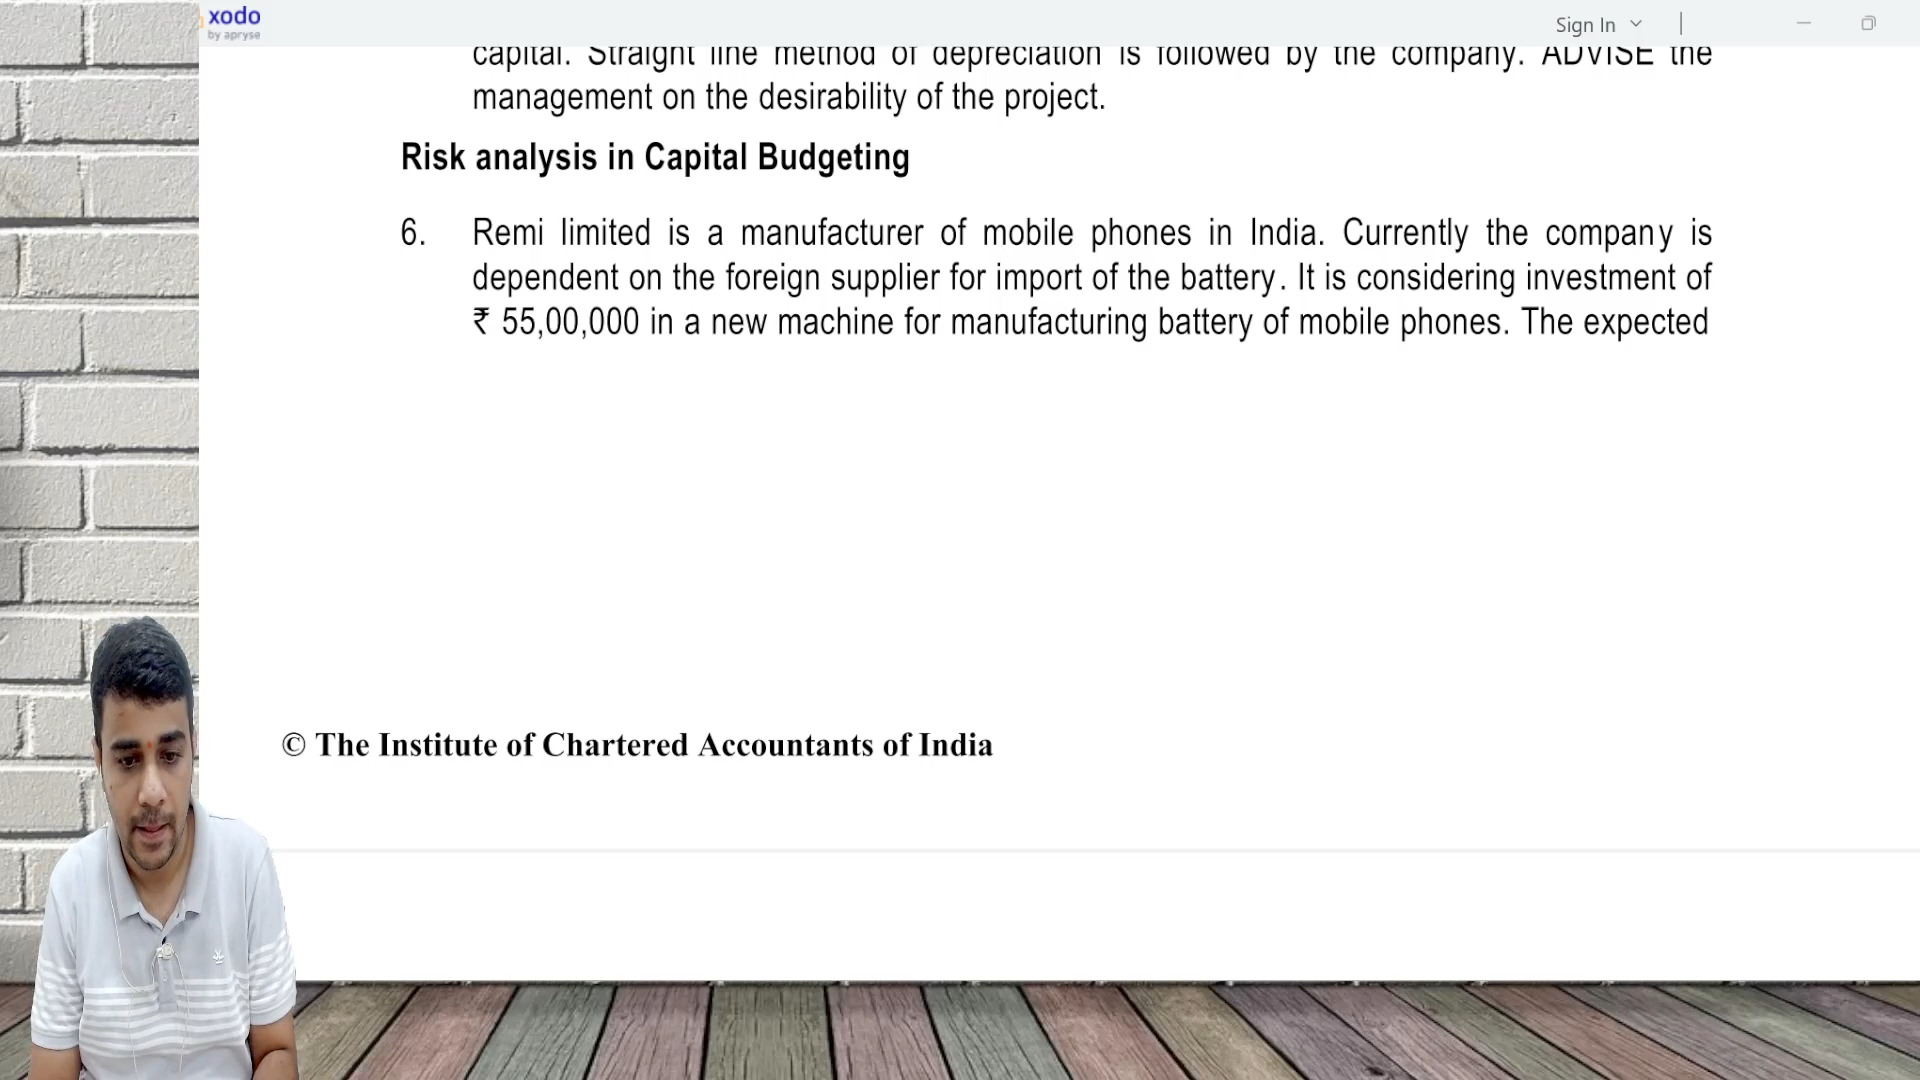 xodo
by apryse
Sign In
capital. Straight line method of depreciation is followed by the company. ADVISE the
management on the desirability of the project.
Risk analysis in Capital Budgeting
6. Remi limited is a manufacturer of mobile phones in India. Currently the company is
dependent on the foreign supplier for import of the battery. It is considering investment of
₹ 55,00,000 in a new machine for manufacturing battery of mobile phones. The expected
© The Institute of Chartered Accountants of India